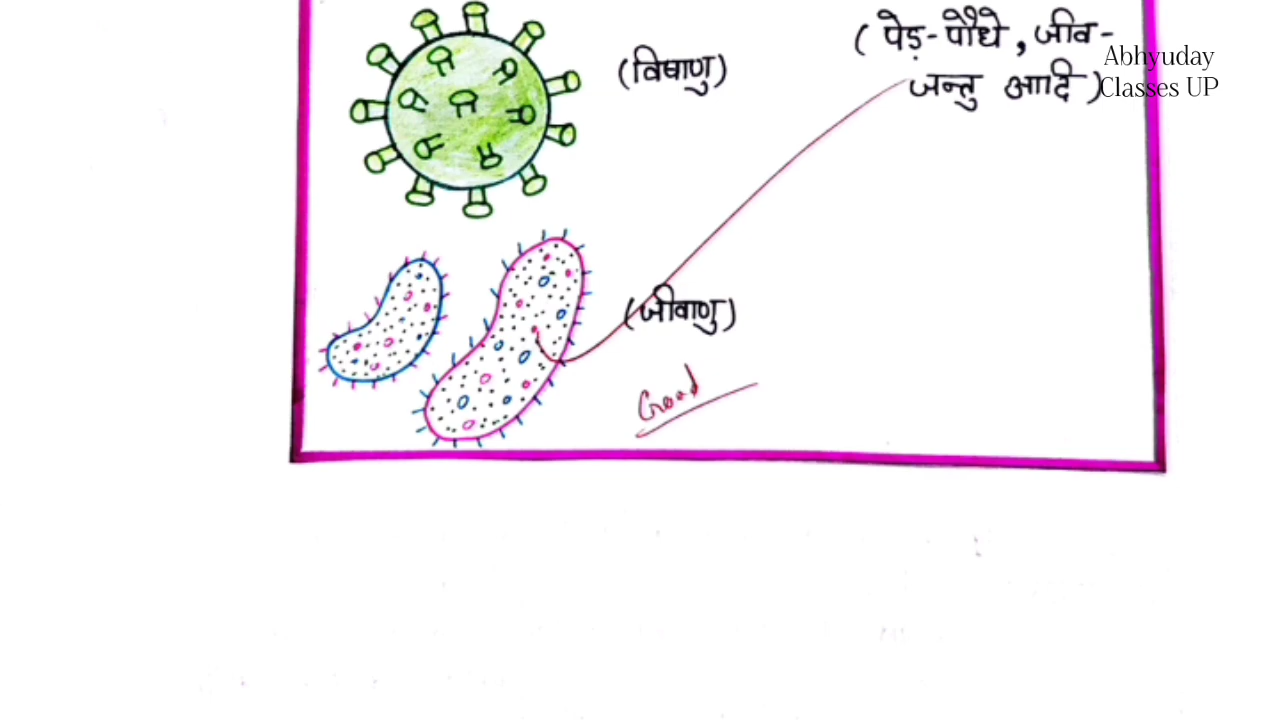 (विषाणु)
(पेड़-पौधे, जीव-
जन्तु आदि)
Abhyuday
Classes UP
(जीवाणु)
Good